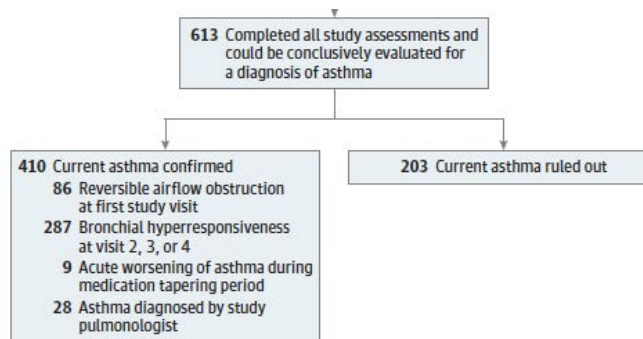 613 Completed all study assessments and
could be conclusively evaluated for
a diagnosis of asthma
410 Current asthma confirmed
86 Reversible airflow obstruction
at first study visit
287 Bronchial hyperresponsiveness
at visit 2, 3, or 4
9 Acute worsening of asthma during
medication tapering period
28 Asthma diagnosed by study
pulmonologist
203 Current asthma ruled out